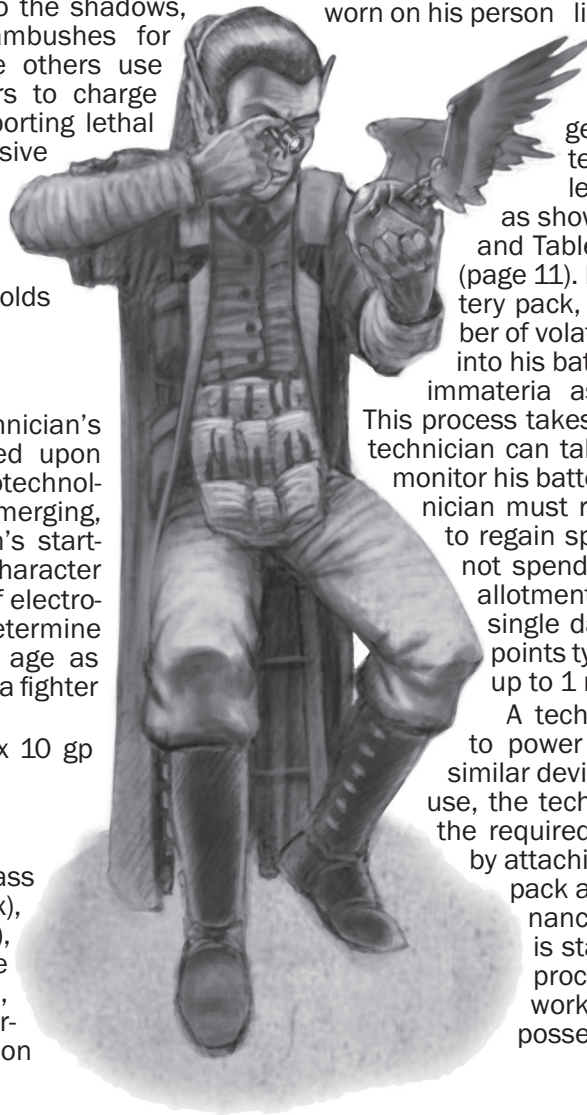 to the shadows,
ambushes for
e others use
rs to charge
porting lethal
sive
olds
hnician's
ed upon
otechnol-
merging,
n's start-
haracter
f electro-
etermine
age as
a fighter
x 10 gp
ass
x),
),
e
,
r-
on
worn on his person li
ge
te
le
as show
and Table
(page 11).
tery pack,
ber of volat
into his bat
immateria as
This process takes
technician can tal
monitor his batte
nician must r
to regain sp
not spend
allotment
single da
points ty
up to 1 r
A tech
to power
similar devi
use, the tech
the required
by attachi
pack a
nanc
is sta
proc
work
posse